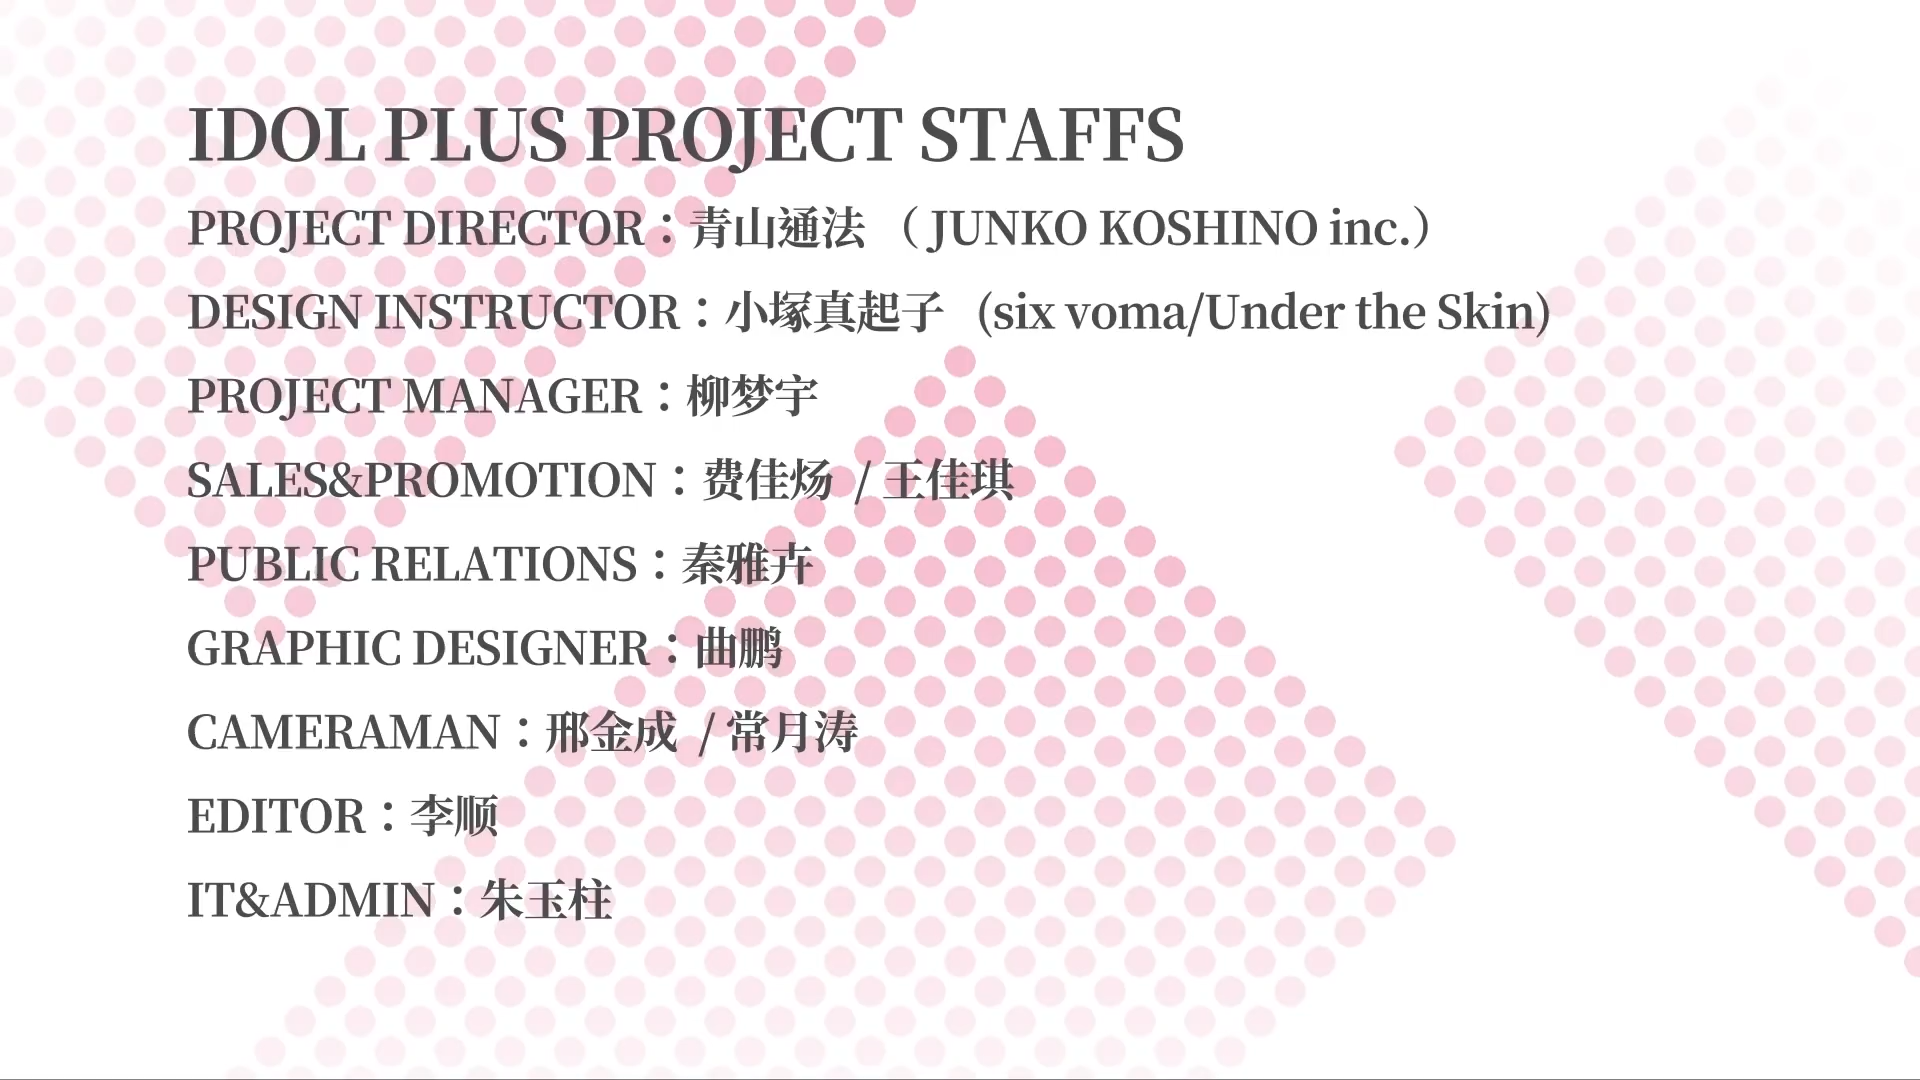 IDOL PLUS PROJECT STAFFS
PROJECT DIRECTOR：青山通法 （ JUNKO KOSHINO inc.）
DESIGN INSTRUCTOR：小塚真起子 (six voma/Under the Skin)
PROJECT MANAGER：柳梦宇
SALES&PROMOTION：费佳炀 / 王佳琪
PUBLIC RELATIONS：秦雅卉
GRAPHIC DESIGNER：曲鹏
CAMERAMAN：邢金成 / 常月涛
EDITOR：李顺
IT&ADMIN：朱玉柱